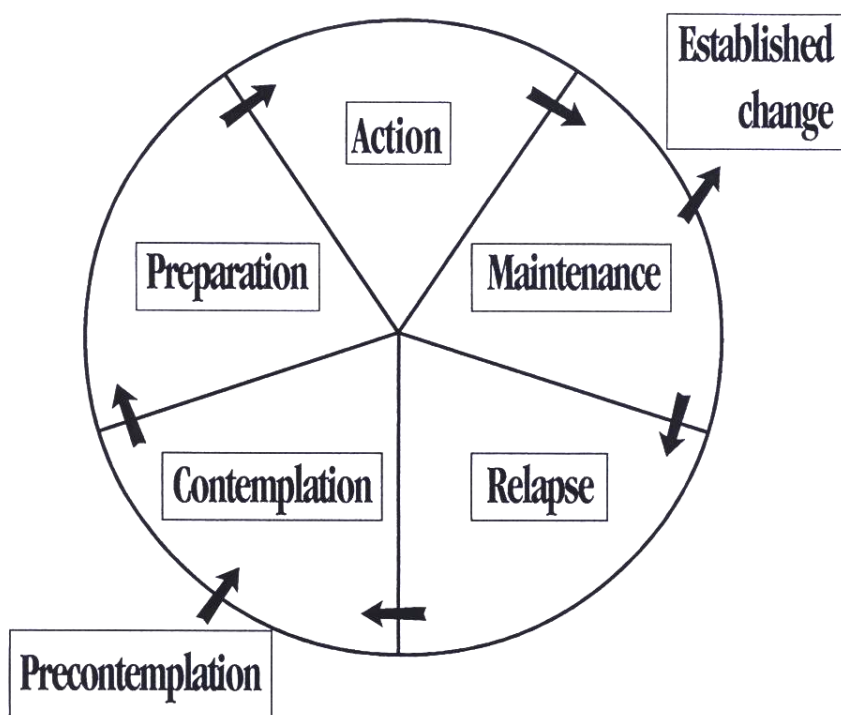 Established
change
Action
Preparation
Maintenance
Contemplation
Relapse
Precontemplation